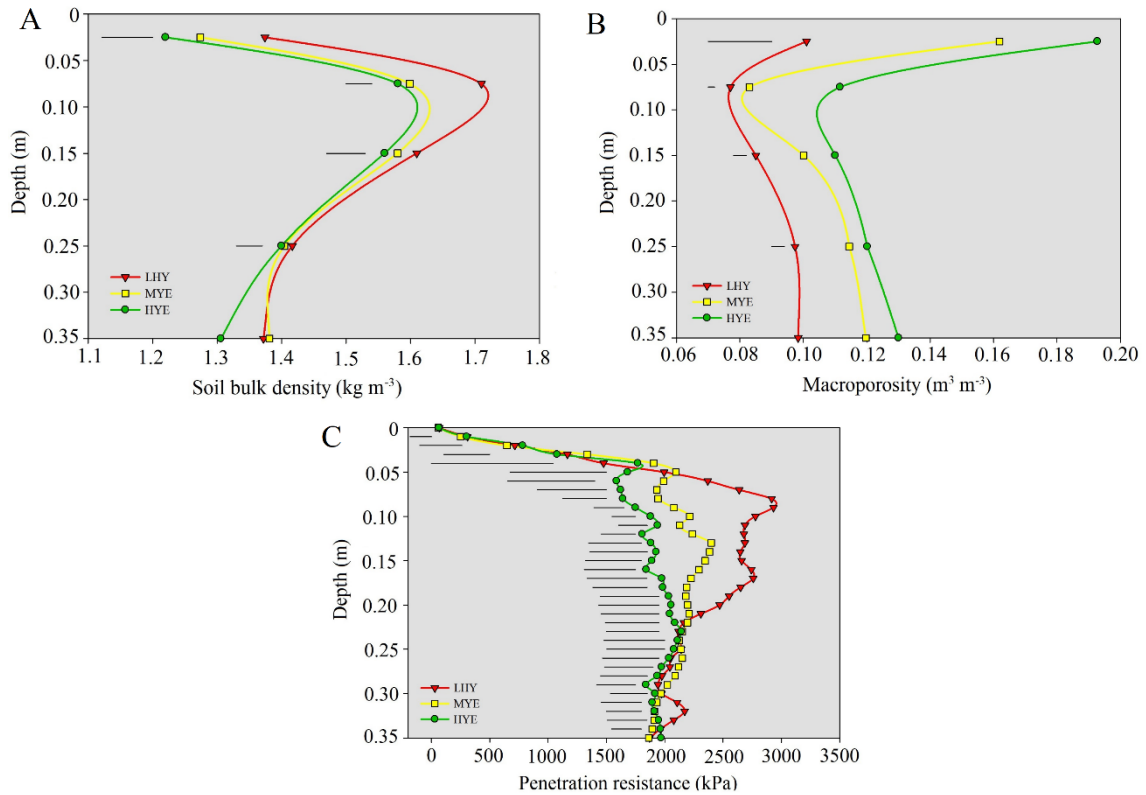 A
0
0.05
0.10
0.15
0.20
0.25
0.30
0.35
Depth (m)
LHY
MYE
HYE
1.1 1.2 1.3 1.4 1.5 1.6 1.7 1.8
Soil bulk density (kg m-3)
B
0
0.05
0.10
0.15
0.20
0.25
0.30
0.35
Depth (m)
LHY
MYE
HYE
0.06 0.08 0.10 0.12 0.14 0.16 0.18 0.20
Macroporosity (m³ m-3)
C
0
0.05
0.10
0.15
0.20
0.25
0.30
0.35
Depth (m)
LHY
MYE
HYE
0 500 1000 1500 2000 2500 3000 3500
Penetration resistance (kPa)